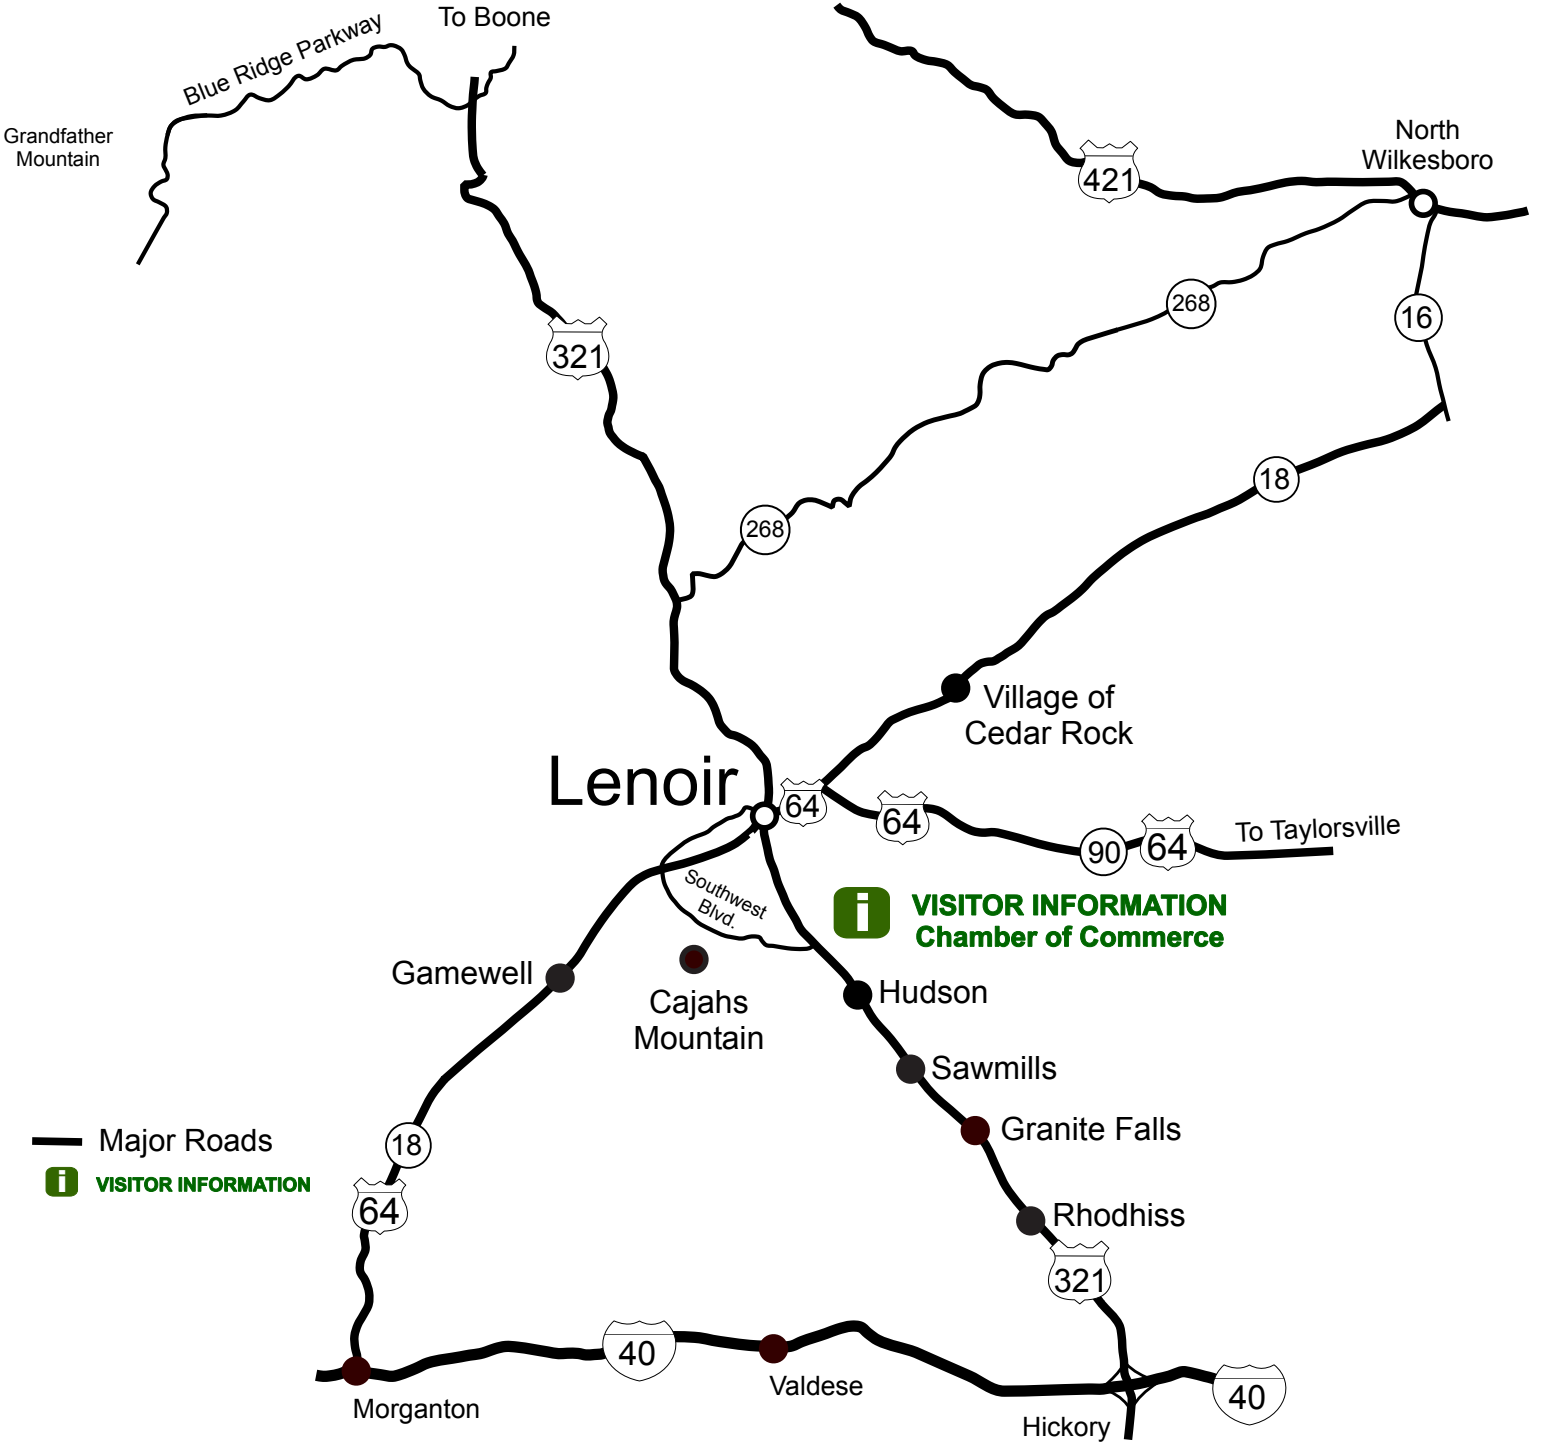 To Boone
Blue Ridge Parkway
Grandfather
Mountain
North
Wilkesboro
421
268
16
321
18
268
Village of
Cedar Rock
Lenoir
64
64
90
64
To Taylorsville
Southwest
Blvd.
i
VISITOR INFORMATION
Chamber of Commerce
Gamewell
Cajahs
Mountain
Hudson
Sawmills
Granite Falls
Major Roads
18
i
VISITOR INFORMATION
64
Rhodhiss
321
40
Valdese
40
Morganton
Hickory